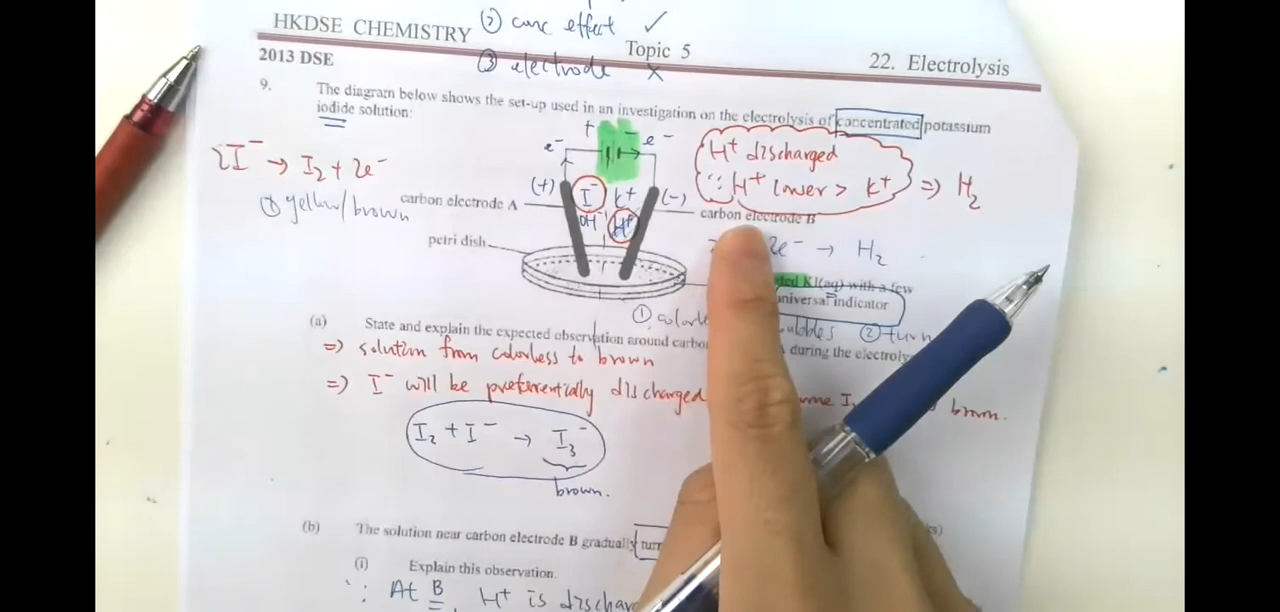 ② conc effect ✓
HKDSE CHEMISTRY
Topic 5
22. Electrolysis
③ electrode ×
2013 DSE
9. The diagram below shows the set-up used in an investigation on the electrolysis of concentrated potassium
iodide solution:
+ −
e⁻ e⁻
2I⁻ → I₂ + 2e⁻
① yellow/brown
H⁺ discharged
∵ H⁺ lower > K⁺ ⇒ H₂
(+) I⁻ K⁺ (−)
OH⁻ H⁺
carbon electrode A
carbon electrode B
2e⁻ → H₂
petri dish
KI(aq) with a few
universal indicator
① colorle
bubbles ② turn
(a) State and explain the expected observation around carbon
during the electroly
⇒ solution from colorless to brown
⇒ I⁻ will be preferentially discharged
brown.
I₂ + I⁻ → I₃⁻
brown.
(b) The solution near carbon electrode B gradually turn
(i) Explain this observation.
∵ At B, H⁺ is dischar